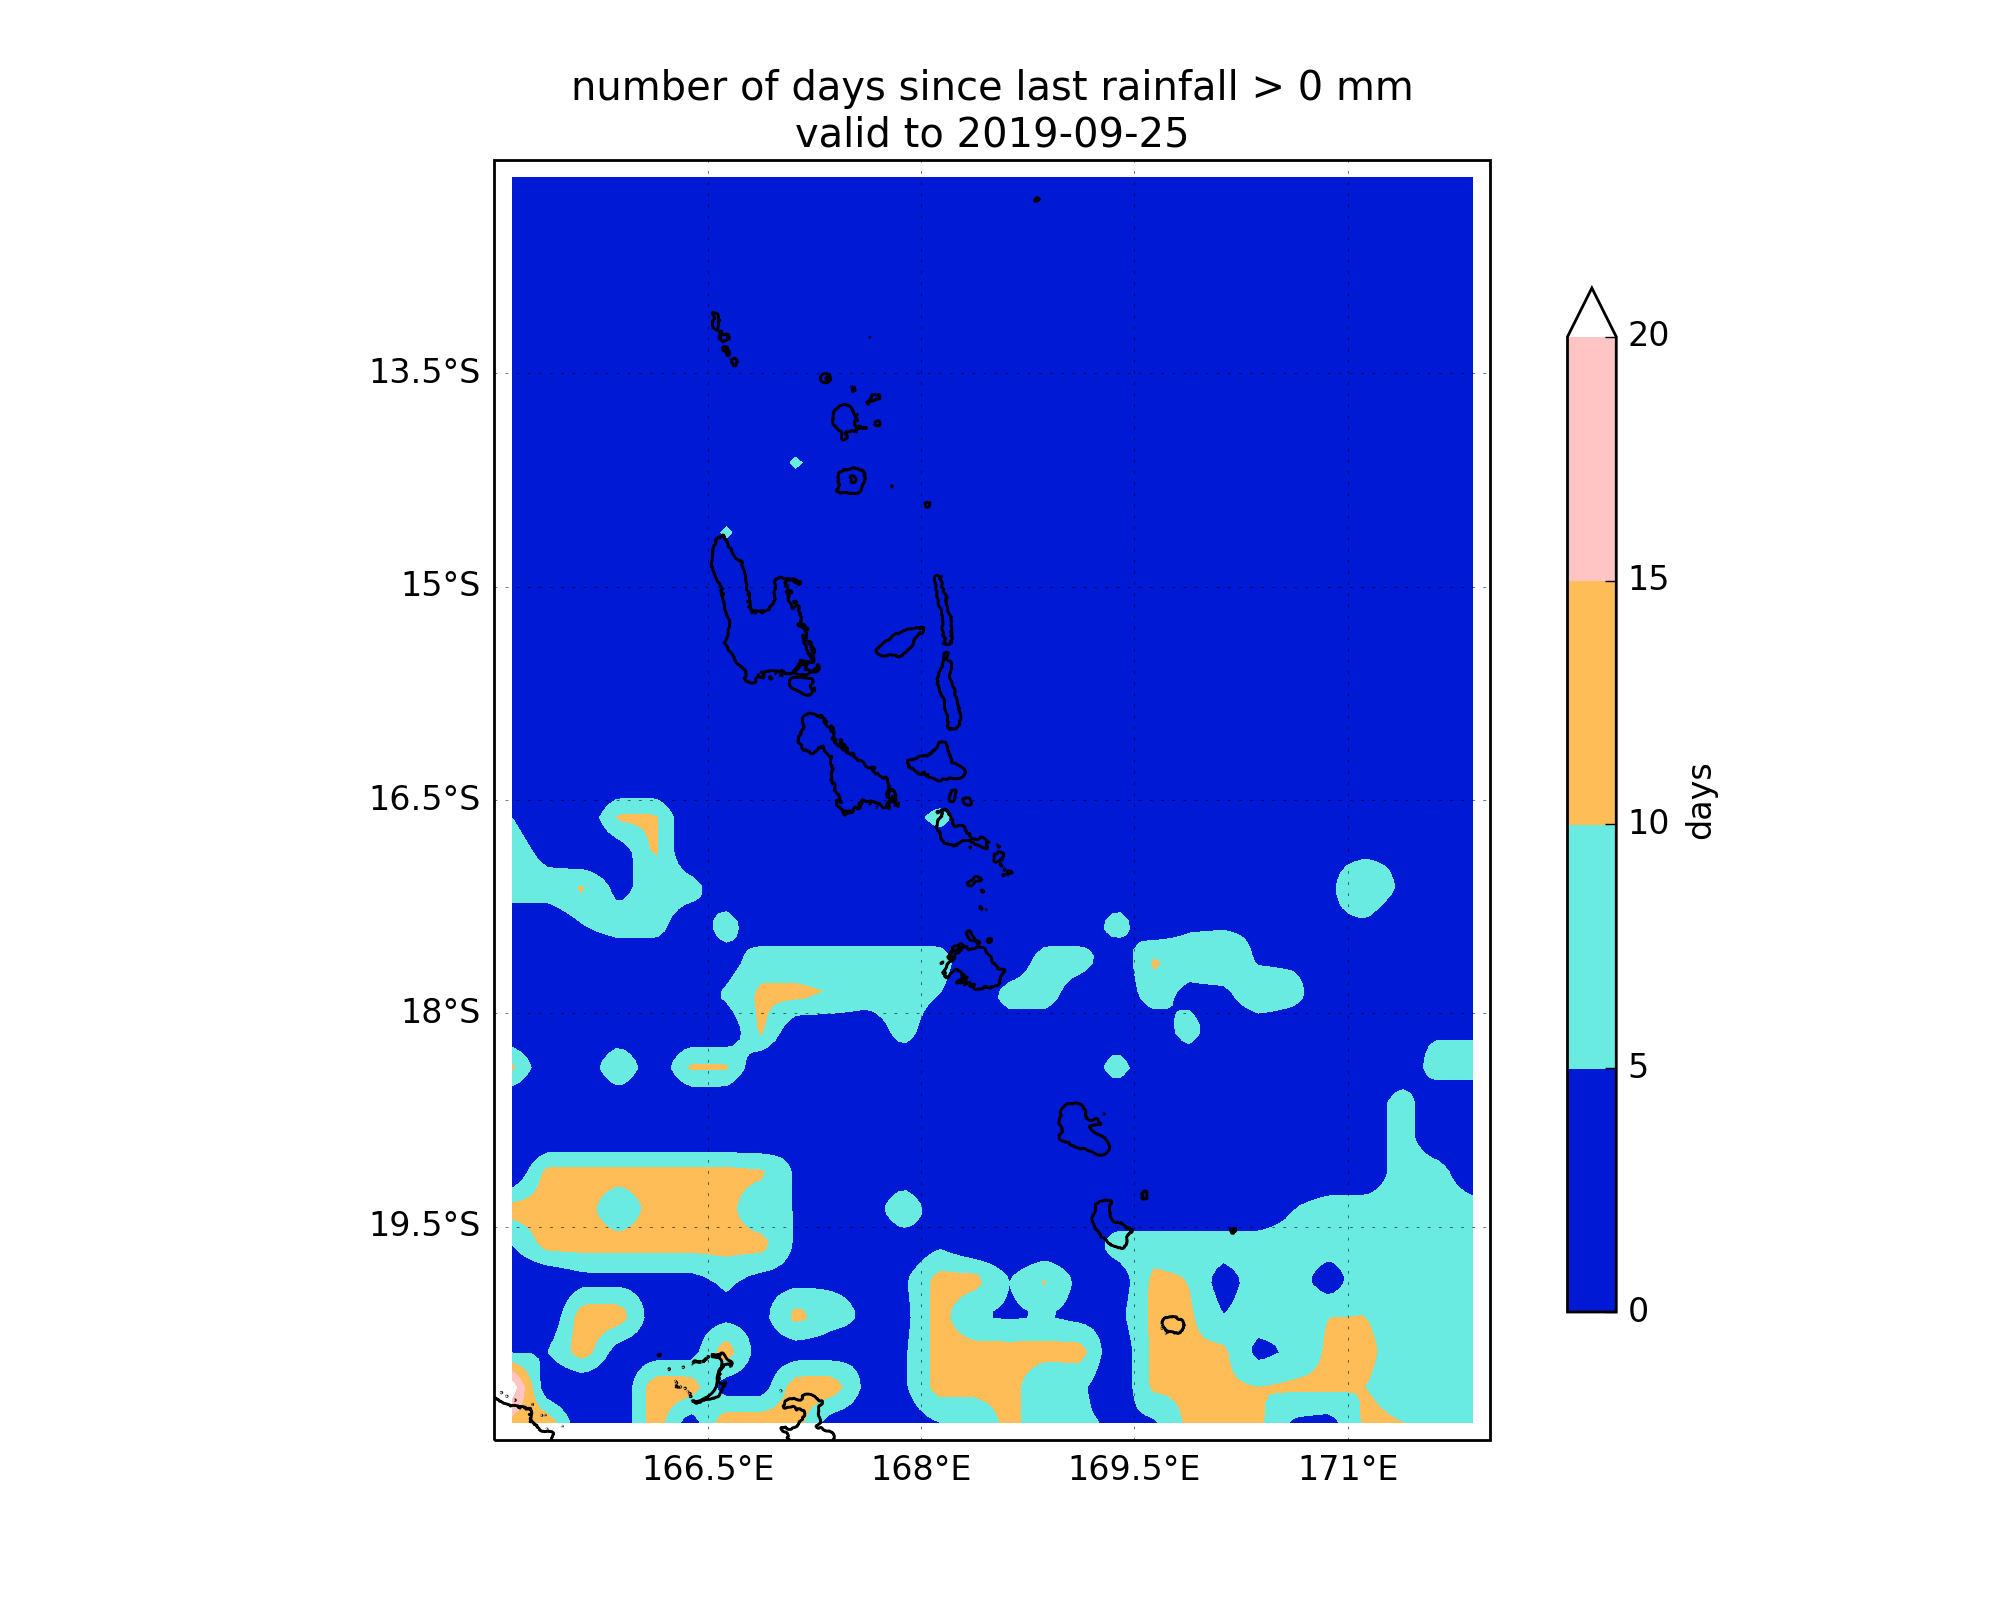 number of days since last rainfall > 0 mm
valid to 2019-09-25
13.5°S
15°S
16.5°S
18°S
19.5°S
166.5°E
168°E
169.5°E
171°E
20
15
10
5
0
days